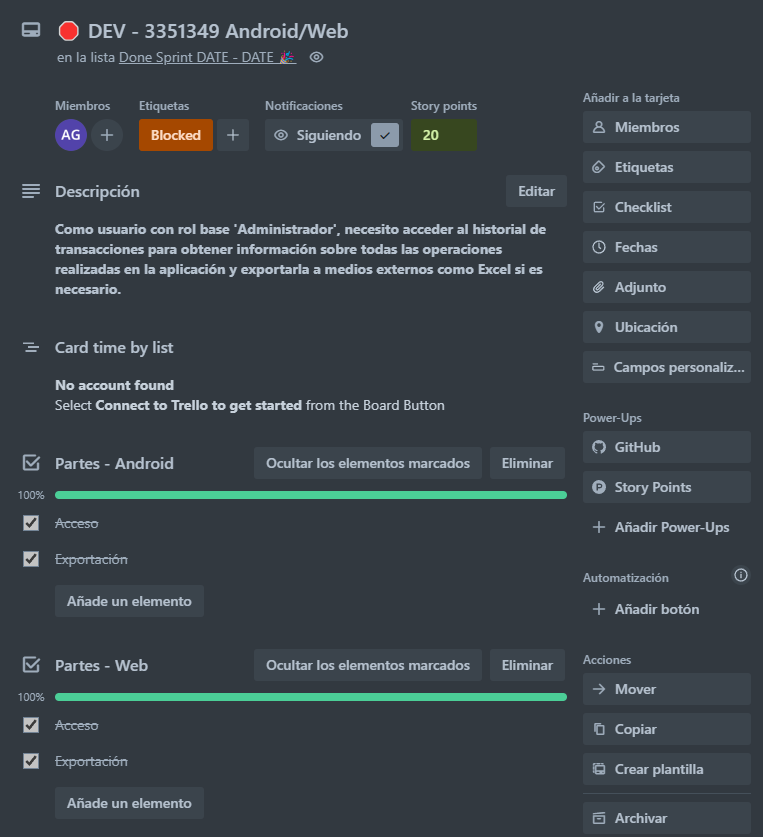 🛑 DEV - 3351349 Android/Web
en la lista Done Sprint DATE - DATE 🎉
Miembros
Etiquetas
Notificaciones
Story points
AG
Blocked
Siguiendo
20
Descripción
Editar
Como usuario con rol base 'Administrador', necesito acceder al historial de
transacciones para obtener información sobre todas las operaciones
realizadas en la aplicación y exportarla a medios externos como Excel si es
necesario.
Card time by list
No account found
Select Connect to Trello to get started from the Board Button
Partes - Android
Ocultar los elementos marcados
Eliminar
100%
Acceso
Exportación
Añade un elemento
Partes - Web
Ocultar los elementos marcados
Eliminar
100%
Acceso
Exportación
Añade un elemento
Añadir a la tarjeta
Miembros
Etiquetas
Checklist
Fechas
Adjunto
Ubicación
Campos personaliz...
Power-Ups
GitHub
Story Points
Añadir Power-Ups
Automatización
Añadir botón
Acciones
Mover
Copiar
Crear plantilla
Archivar